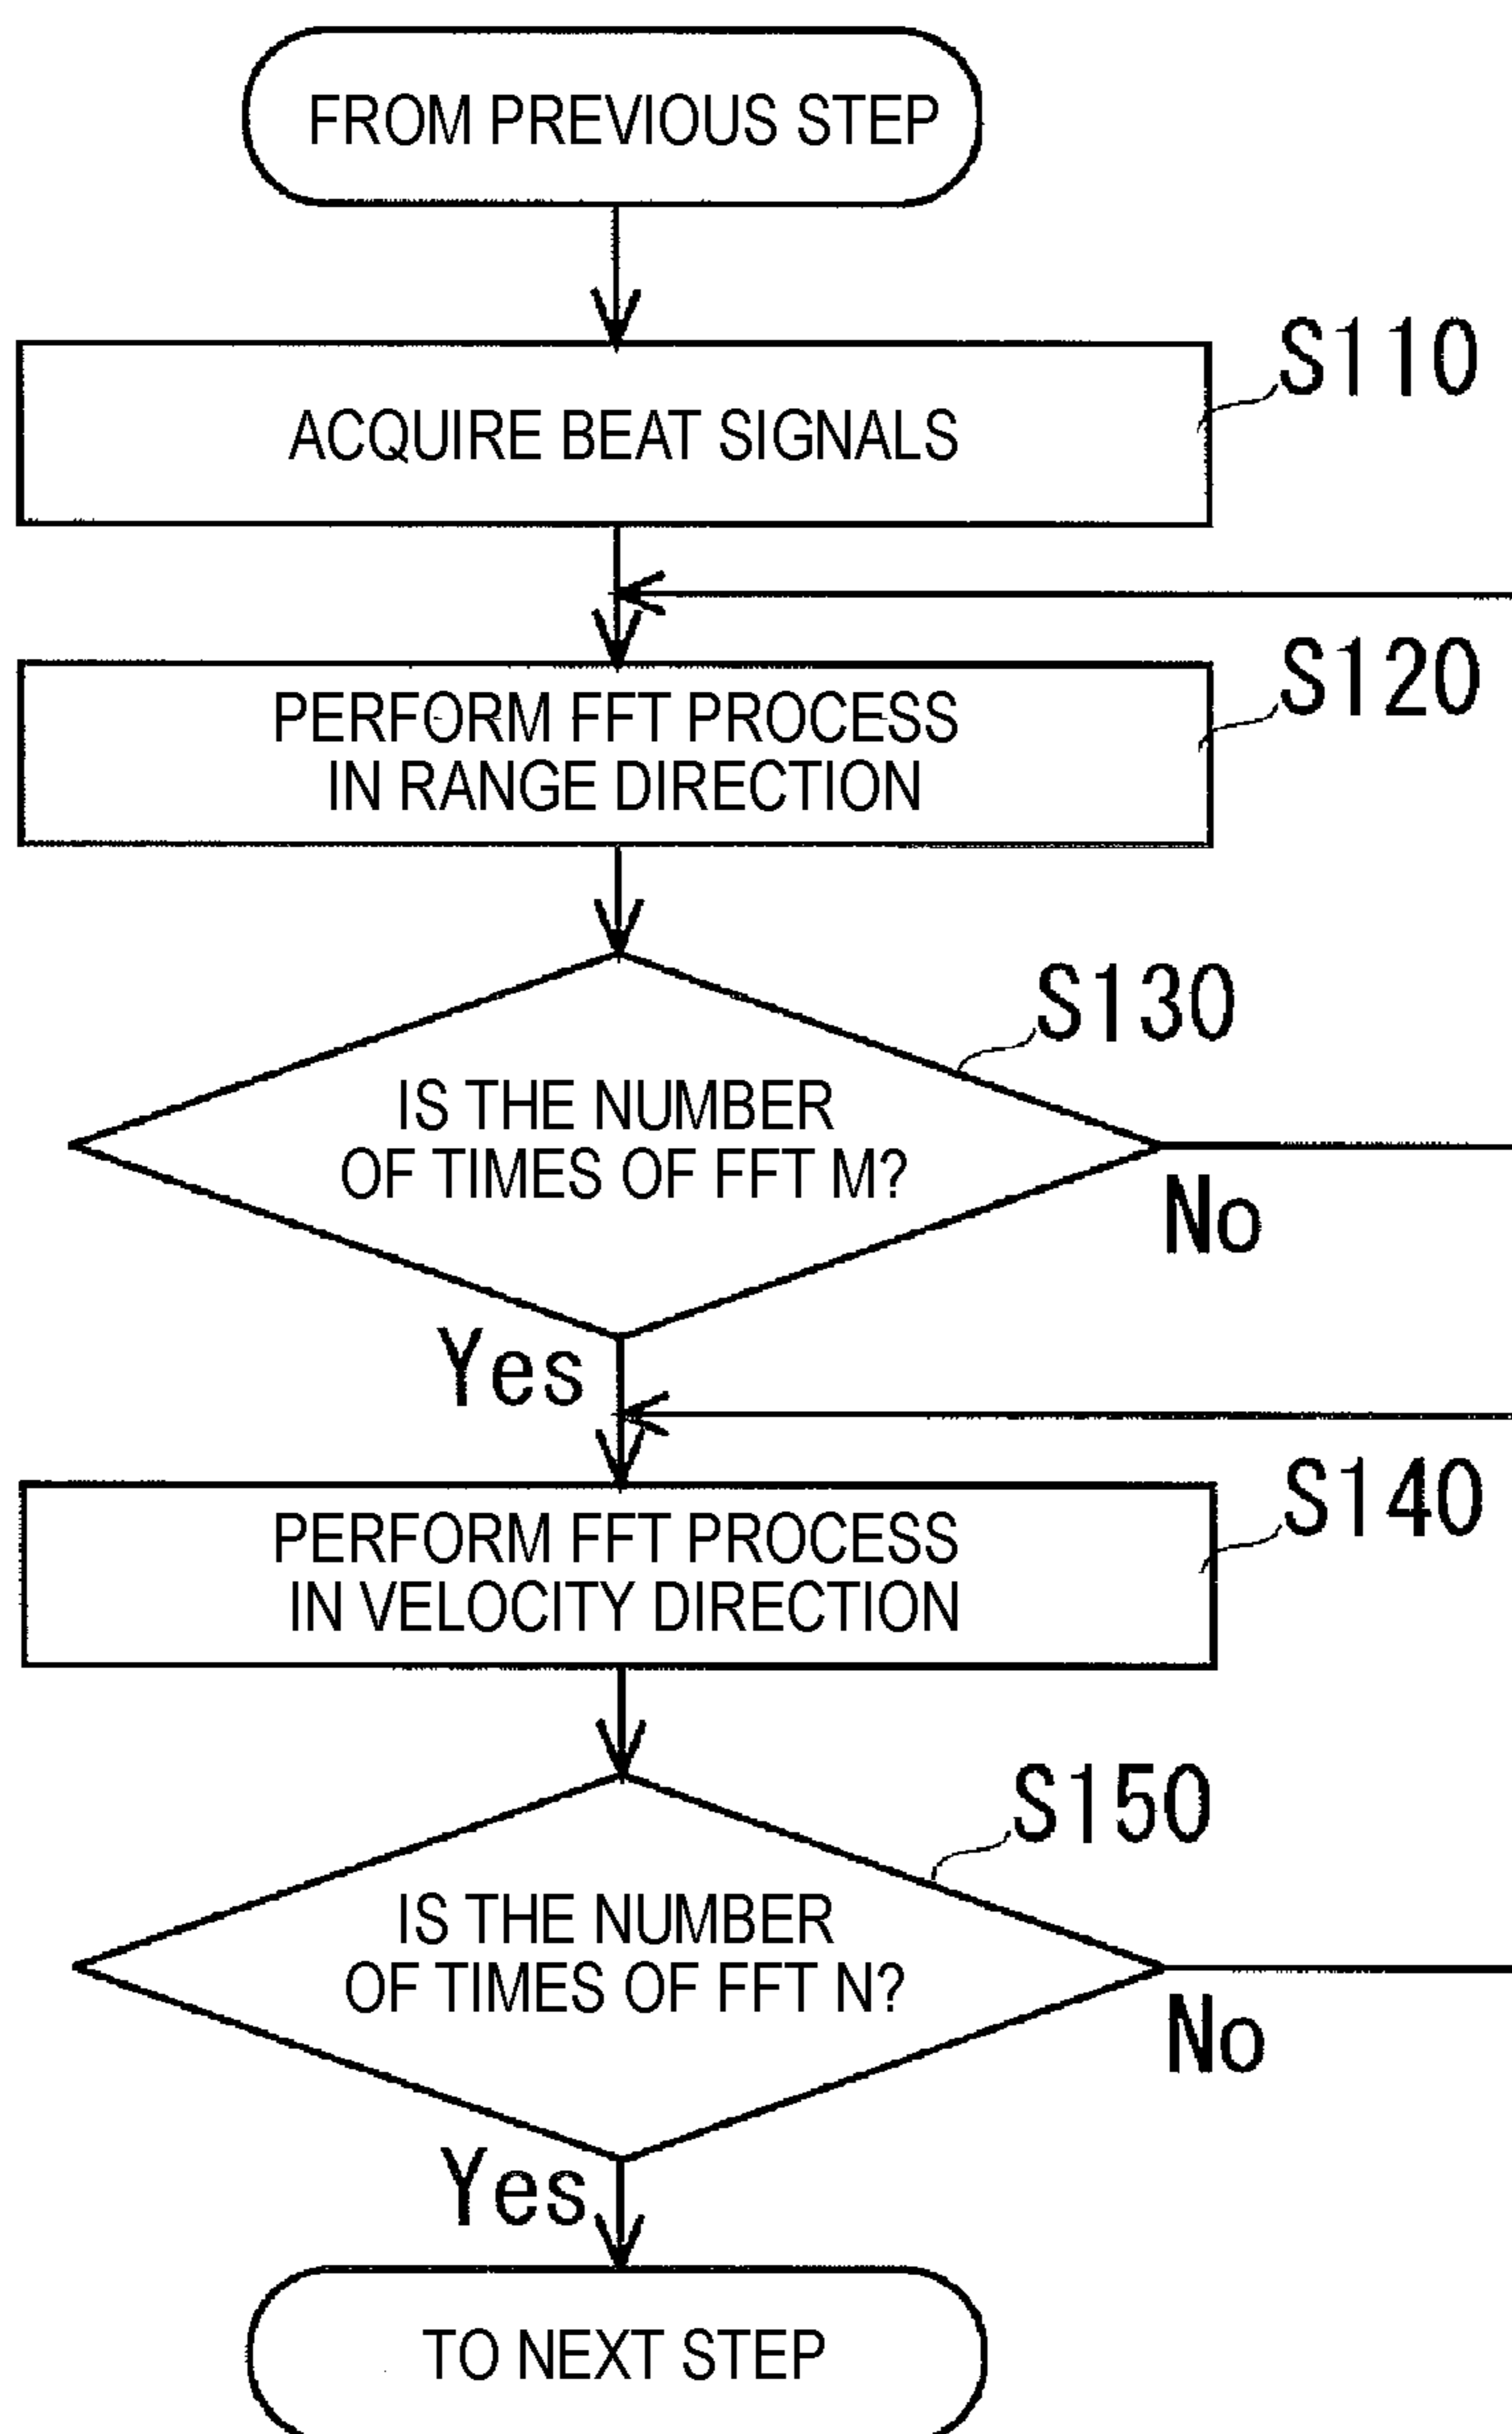 FROM PREVIOUS STEP
S110
ACQUIRE BEAT SIGNALS
S120
PERFORM FFT PROCESS
IN RANGE DIRECTION
S130
IS THE NUMBER
OF TIMES OF FFT M?
No
Yes
S140
PERFORM FFT PROCESS
IN VELOCITY DIRECTION
S150
IS THE NUMBER
OF TIMES OF FFT N?
No
Yes
TO NEXT STEP